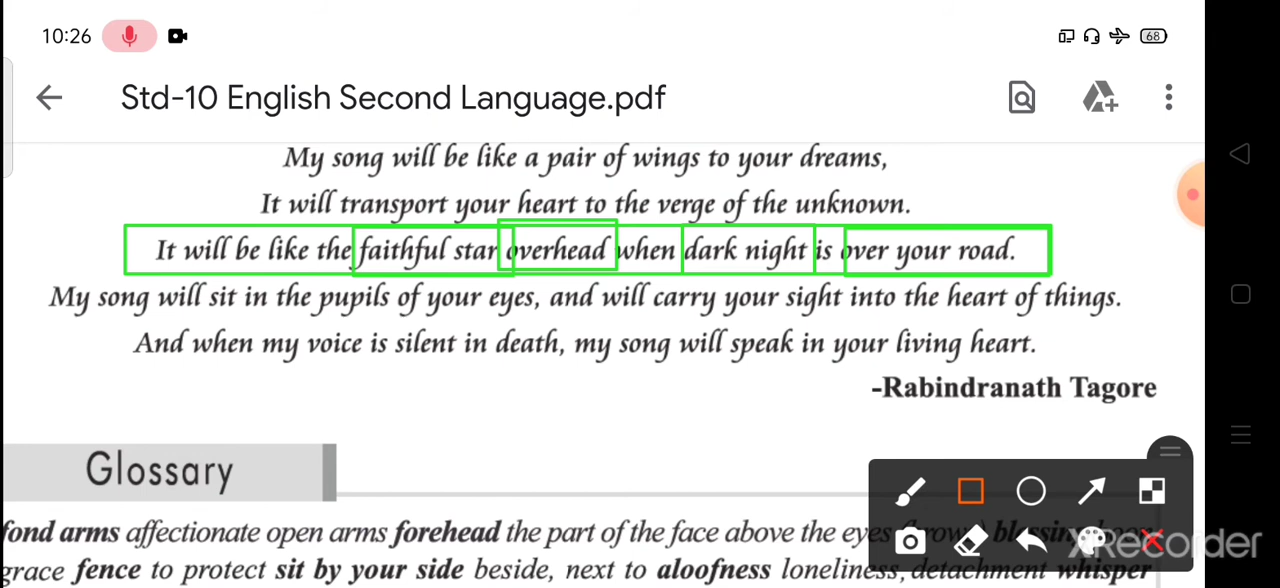 10:26 68
Std-10 English Second Language.pdf
My song will be like a pair of wings to your dreams,
It will transport your heart to the verge of the unknown.
It will be like the faithful star overhead when dark night is over your road.
My song will sit in the pupils of your eyes, and will carry your sight into the heart of things.
And when my voice is silent in death, my song will speak in your living heart.
-Rabindranath Tagore
Glossary
fond arms affectionate open arms forehead the part of the face above the eyes
XRecorder
grace fence to protect sit by your side beside, next to aloofness loneliness, detachment whisper